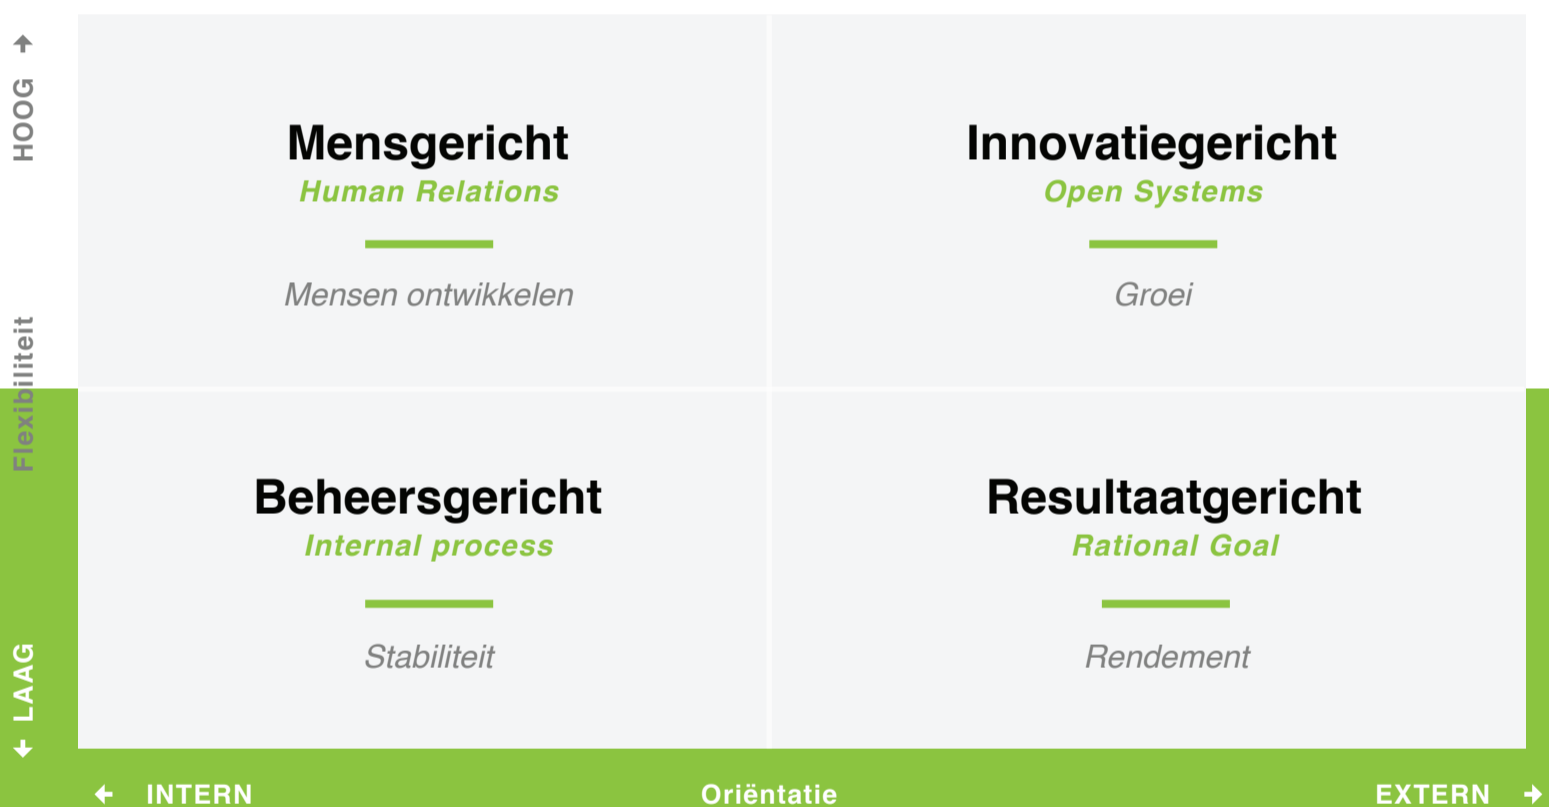 HOOG
Flexibiliteit
LAAG
Mensgericht
Human Relations
Mensen ontwikkelen
Innovatiegericht
Open Systems
Groei
Beheersgericht
Internal process
Stabiliteit
Resultaatgericht
Rational Goal
Rendement
INTERN
Oriëntatie
EXTERN